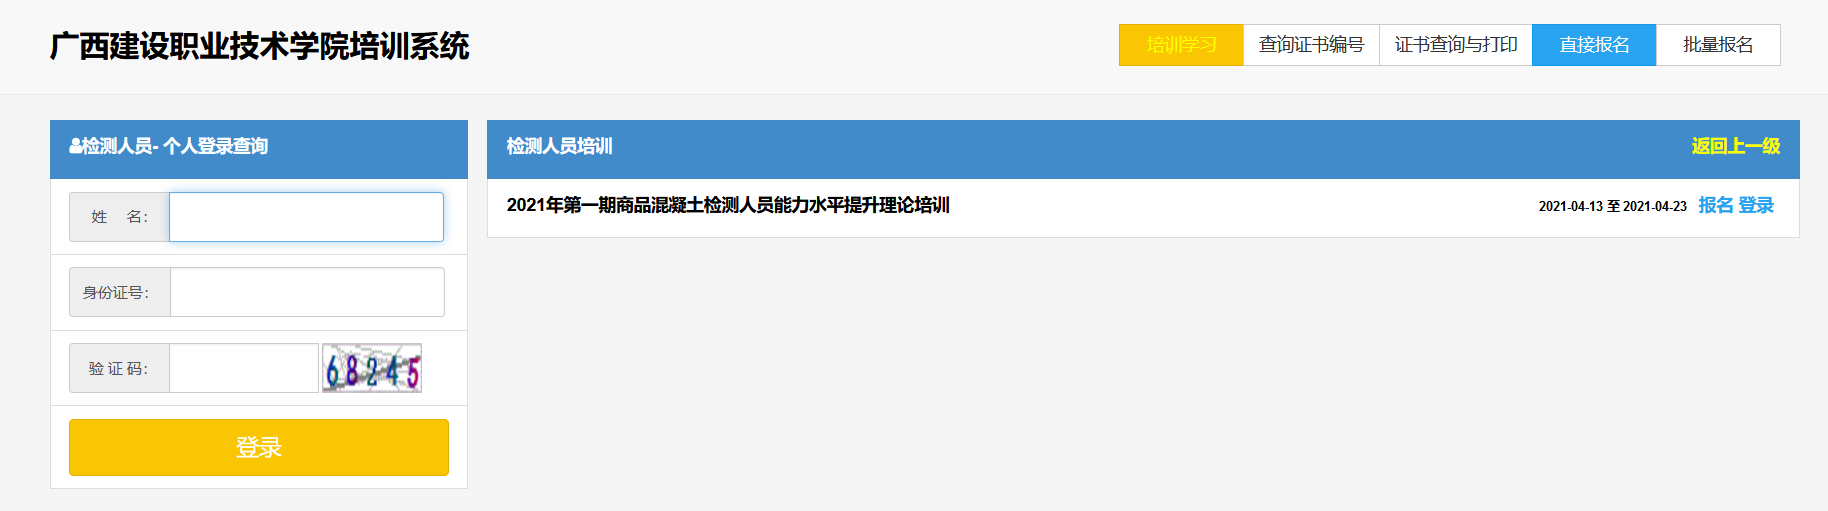 广西建设职业技术学院培训系统
培训学习 查询证书编号 证书查询与打印 直接报名 批量报名
检测人员- 个人登录查询
姓 名:
身份证号:
验 证 码:
68245
登录
检测人员培训 返回上一级
2021年第一期商品混凝土检测人员能力水平提升理论培训 2021-04-13 至 2021-04-23 报名 登录